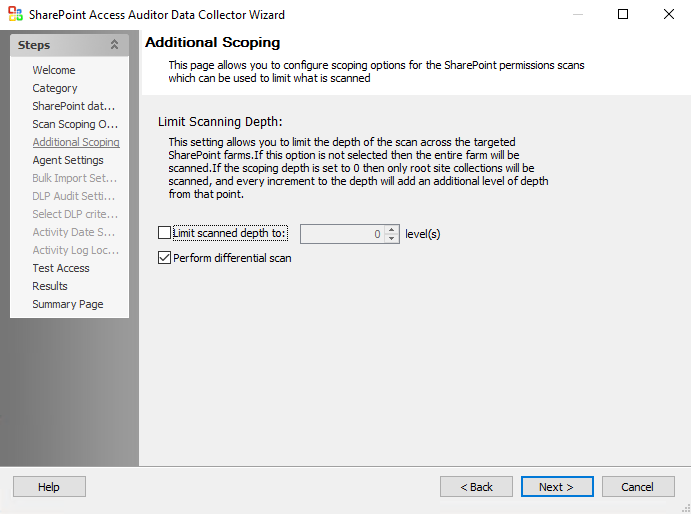 SharePoint Access Auditor Data Collector Wizard
Steps
Welcome
Category
SharePoint dat...
Scan Scoping O...
Additional Scoping
Agent Settings
Bulk Import Set...
DLP Audit Setti...
Select DLP crite...
Activity Date S...
Activity Log Loc...
Test Access
Results
Summary Page
Additional Scoping
This page allows you to configure scoping options for the SharePoint permissions scans
which can be used to limit what is scanned
Limit Scanning Depth:
This setting allows you to limit the depth of the scan across the targeted
SharePoint farms.If this option is not selected then the entire farm will be
scanned.If the scoping depth is set to 0 then only root site collections will be
scanned, and every increment to the depth will add an additional level of depth
from that point.
Limit scanned depth to: 0 level(s)
Perform differential scan
Help < Back Next > Cancel